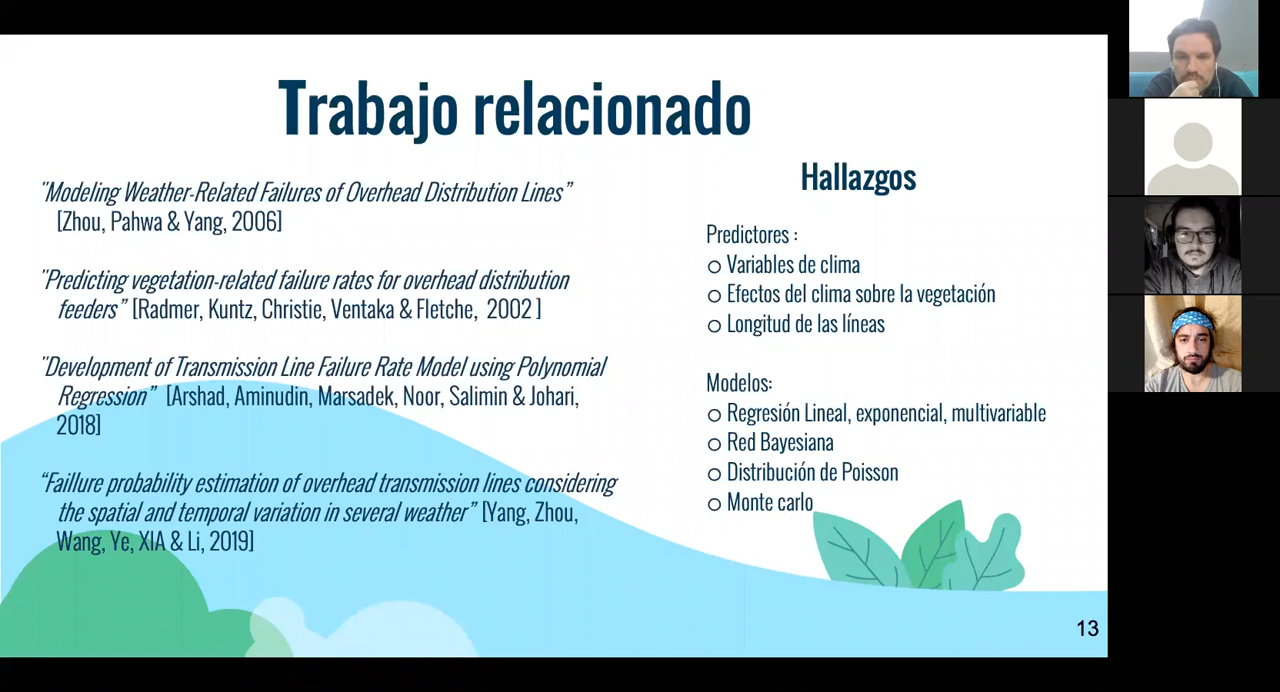 Trabajo relacionado
"Modeling Weather-Related Failures of Overhead Distribution Lines”
[Zhou, Pahwa & Yang, 2006]
"Predicting vegetation-related failure rates for overhead distribution
feeders” [Radmer, Kuntz, Christie, Ventaka & Fletche, 2002 ]
"Development of Transmission Line Failure Rate Model using Polynomial
Regression” [Arshad, Aminudin, Marsadek, Noor, Salimin & Johari,
2018]
“Faillure probability estimation of overhead transmission lines considering
the spatial and temporal variation in several weather” [Yang, Zhou,
Wang, Ye, XIA & Li, 2019]
Hallazgos
Predictores :
○ Variables de clima
○ Efectos del clima sobre la vegetación
○ Longitud de las líneas
Modelos:
○ Regresión Lineal, exponencial, multivariable
○ Red Bayesiana
○ Distribución de Poisson
○ Monte carlo
13